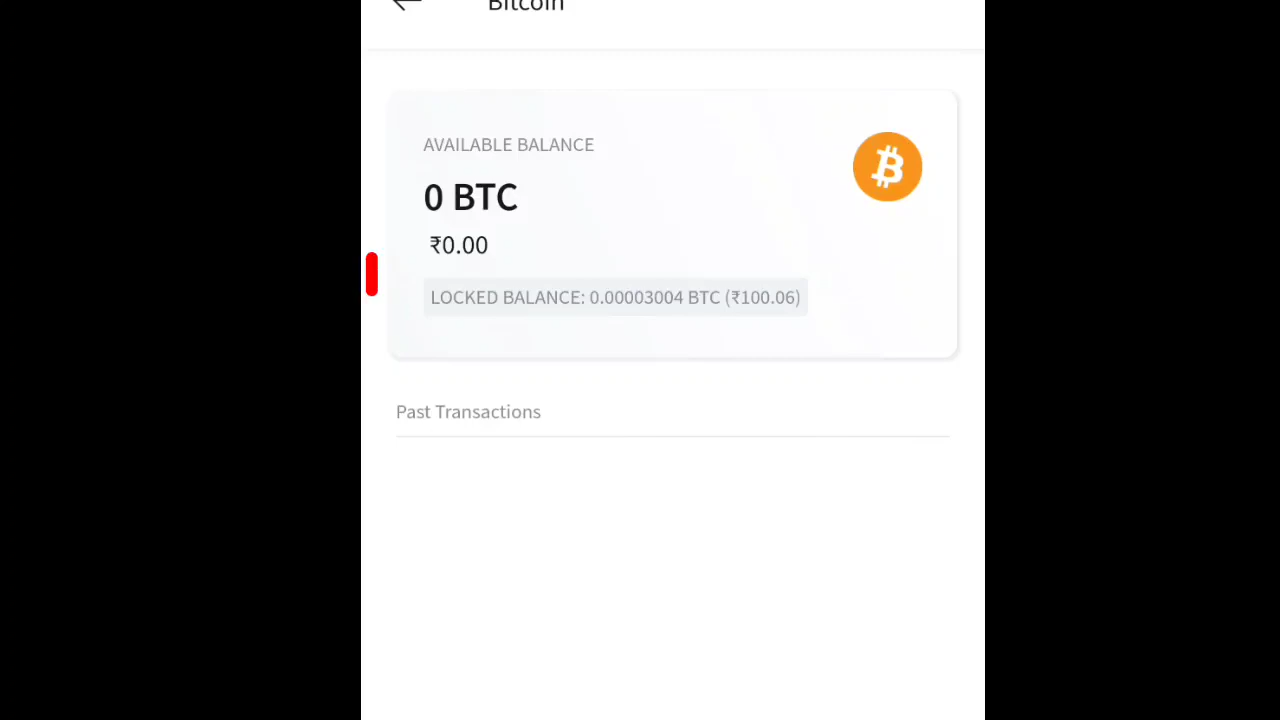 Bitcoin
AVAILABLE BALANCE
0 BTC
₹0.00
LOCKED BALANCE: 0.00003004 BTC (₹100.06)
Past Transactions